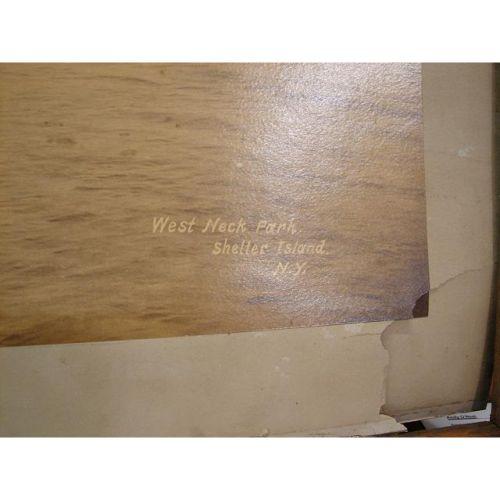 West Neck Park.
Shelter Island.
N.Y.